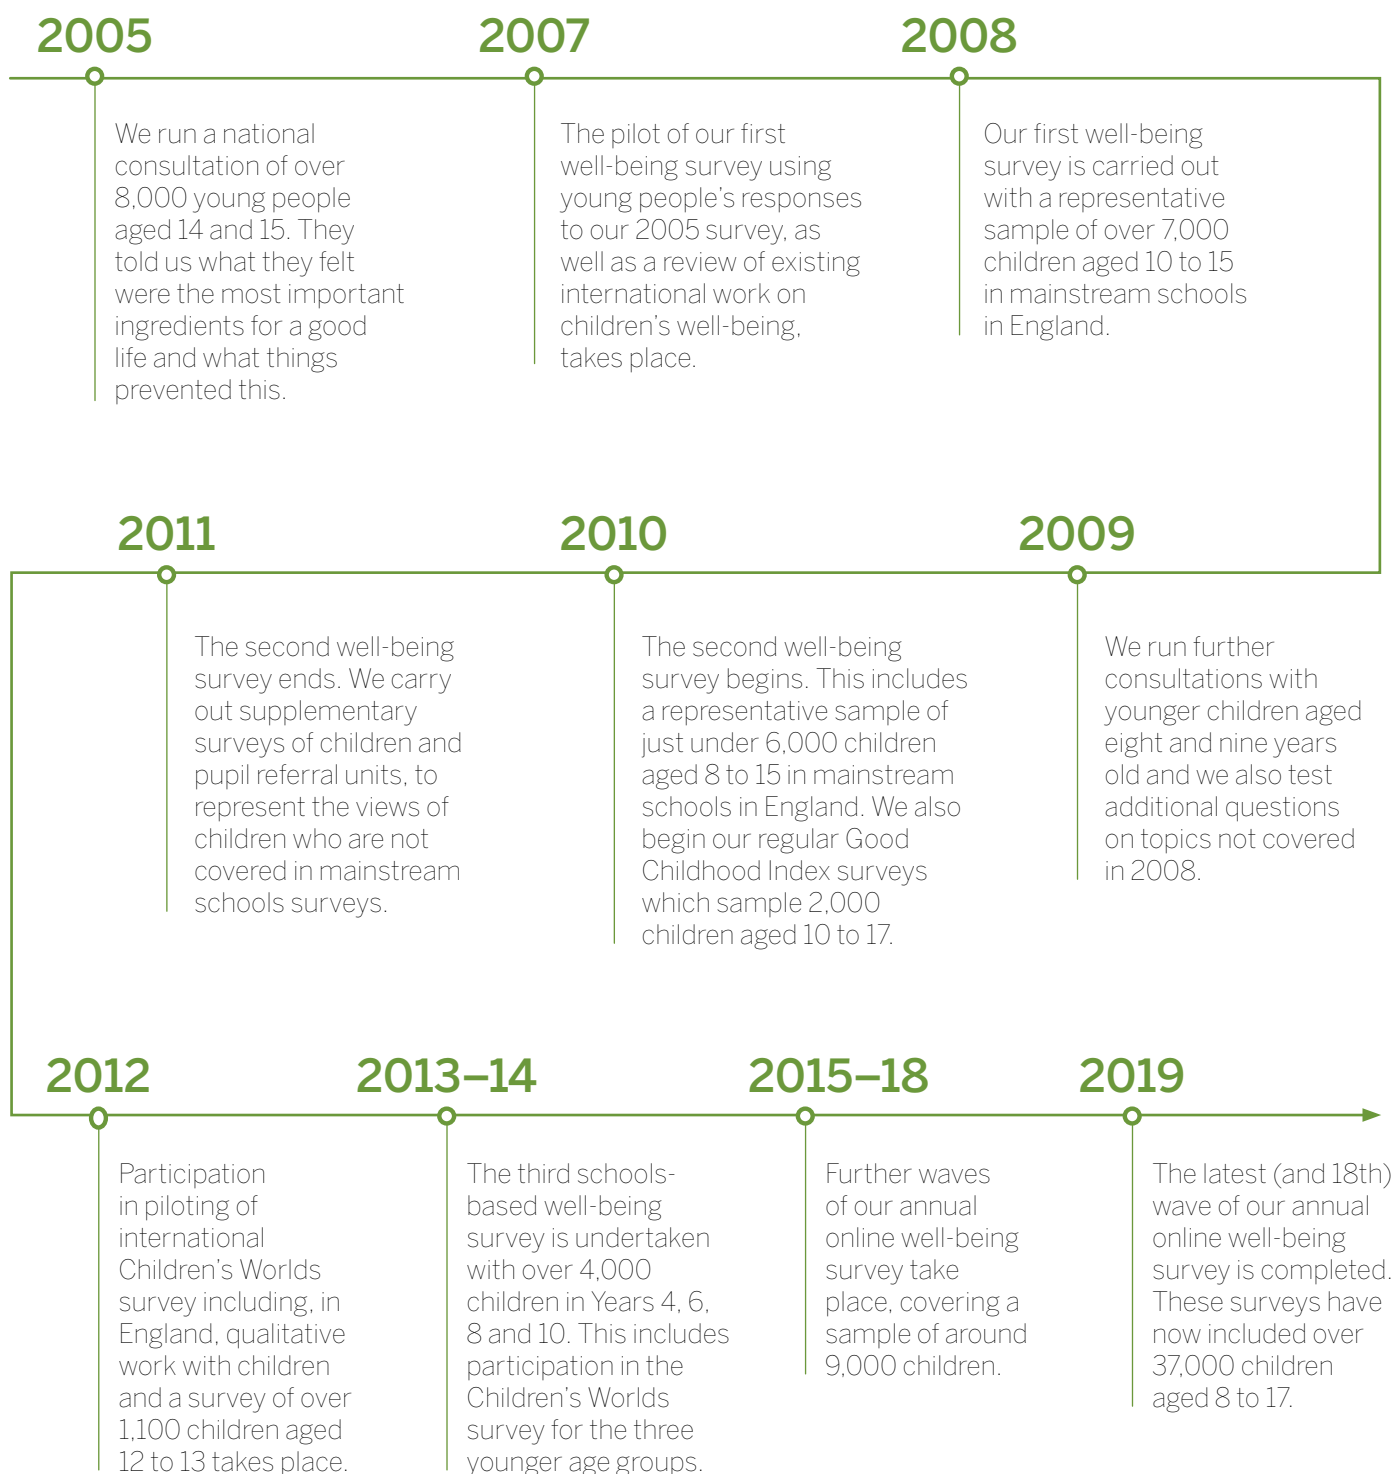 2005
We run a national
consultation of over
8,000 young people
aged 14 and 15. They
told us what they felt
were the most important
ingredients for a good
life and what things
prevented this.
2007
The pilot of our first
well-being survey using
young people's responses
to our 2005 survey, as
well as a review of existing
international work on
children's well-being,
takes place.
2008
Our first well-being
survey is carried out
with a representative
sample of over 7,000
children aged 10 to 15
in mainstream schools
in England.
2009
We run further
consultations with
younger children aged
eight and nine years
old and we also test
additional questions
on topics not covered
in 2008.
2010
The second well-being
survey begins. This includes
a representative sample of
just under 6,000 children
aged 8 to 15 in mainstream
schools in England. We also
begin our regular Good
Childhood Index surveys
which sample 2,000
children aged 10 to 17.
2011
The second well-being
survey ends. We carry
out supplementary
surveys of children and
pupil referral units, to
represent the views of
children who are not
covered in mainstream
schools surveys.
2012
Participation
in piloting of
international
Children's Worlds
survey including, in
England, qualitative
work with children
and a survey of over
1,100 children aged
12 to 13 takes place.
2013–14
The third schools-
based well-being
survey is undertaken
with over 4,000
children in Years 4, 6,
8 and 10. This includes
participation in the
Children's Worlds
survey for the three
younger age groups.
2015–18
Further waves
of our annual
online well-being
survey take
place, covering a
sample of around
9,000 children.
2019
The latest (and 18th)
wave of our annual
online well-being
survey is completed.
These surveys have
now included over
37,000 children
aged 8 to 17.